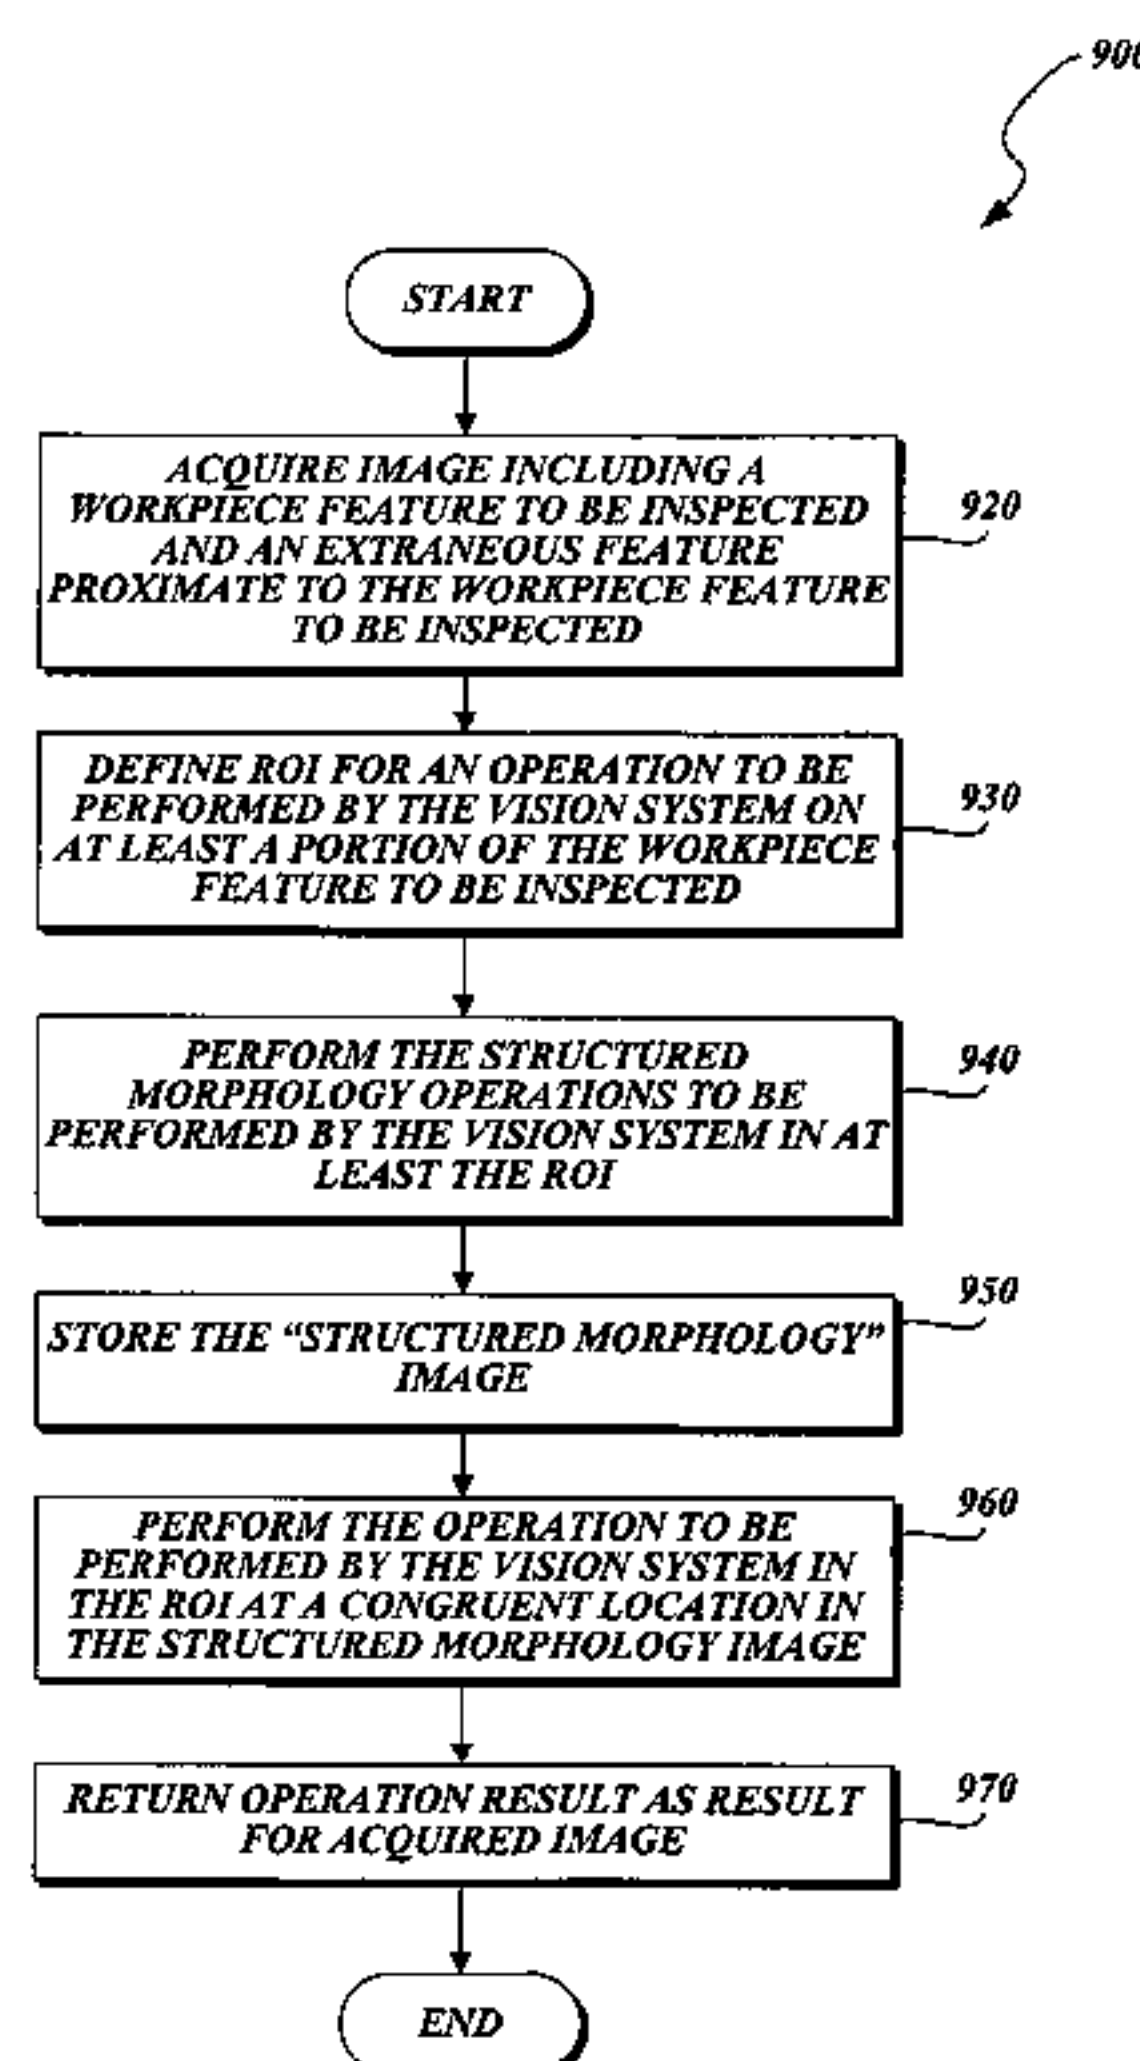 900
START
ACQUIRE IMAGE INCLUDING A
WORKPIECE FEATURE TO BE INSPECTED
AND AN EXTRANEOUS FEATURE
PROXIMATE TO THE WORKPIECE FEATURE
TO BE INSPECTED
920
DEFINE ROI FOR AN OPERATION TO BE
PERFORMED BY THE VISION SYSTEM ON
AT LEAST A PORTION OF THE WORKPIECE
FEATURE TO BE INSPECTED
930
PERFORM THE STRUCTURED
MORPHOLOGY OPERATIONS TO BE
PERFORMED BY THE VISION SYSTEM IN AT
LEAST THE ROI
940
STORE THE “STRUCTURED MORPHOLOGY”
IMAGE
950
PERFORM THE OPERATION TO BE
PERFORMED BY THE VISION SYSTEM IN
THE ROI AT A CONGRUENT LOCATION IN
THE STRUCTURED MORPHOLOGY IMAGE
960
RETURN OPERATION RESULT AS RESULT
FOR ACQUIRED IMAGE
970
END